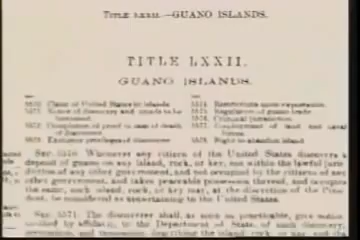 TITLE LXXII.—GUANO ISLANDS.
TITLE LXXII.
GUANO ISLANDS.
5570. Claim of United States to islands
5571. Notice of discovery and proofs to be
furnished.
5572. Completion of proof in case of death
of discoverer.
5573. Exclusive privileges of discoverer.
5574. Restrictions upon exportation.
5575. Regulation of guano trade.
5576. Criminal jurisdiction.
5577. Employment of land and naval
forces.
5578. Right to abandon island
SEC. 5570. Whenever any citizen of the United States discovers a
deposit of guano on any island, rock, or key, not within the lawful juris
diction of any other government, and not occupied by the citizens of any
other government, and takes peaceable possession thereof, and occupies
the same, such island, rock, or key may, at the discretion of the Presi
dent, be considered as appertaining to the United States.
SEC. 5571. The discoverer shall, as soon as practicable, give notice
verified by affidavit, to the Department of State, of such discovery,
occupation, and possession, describing the island, rock, or key, and the